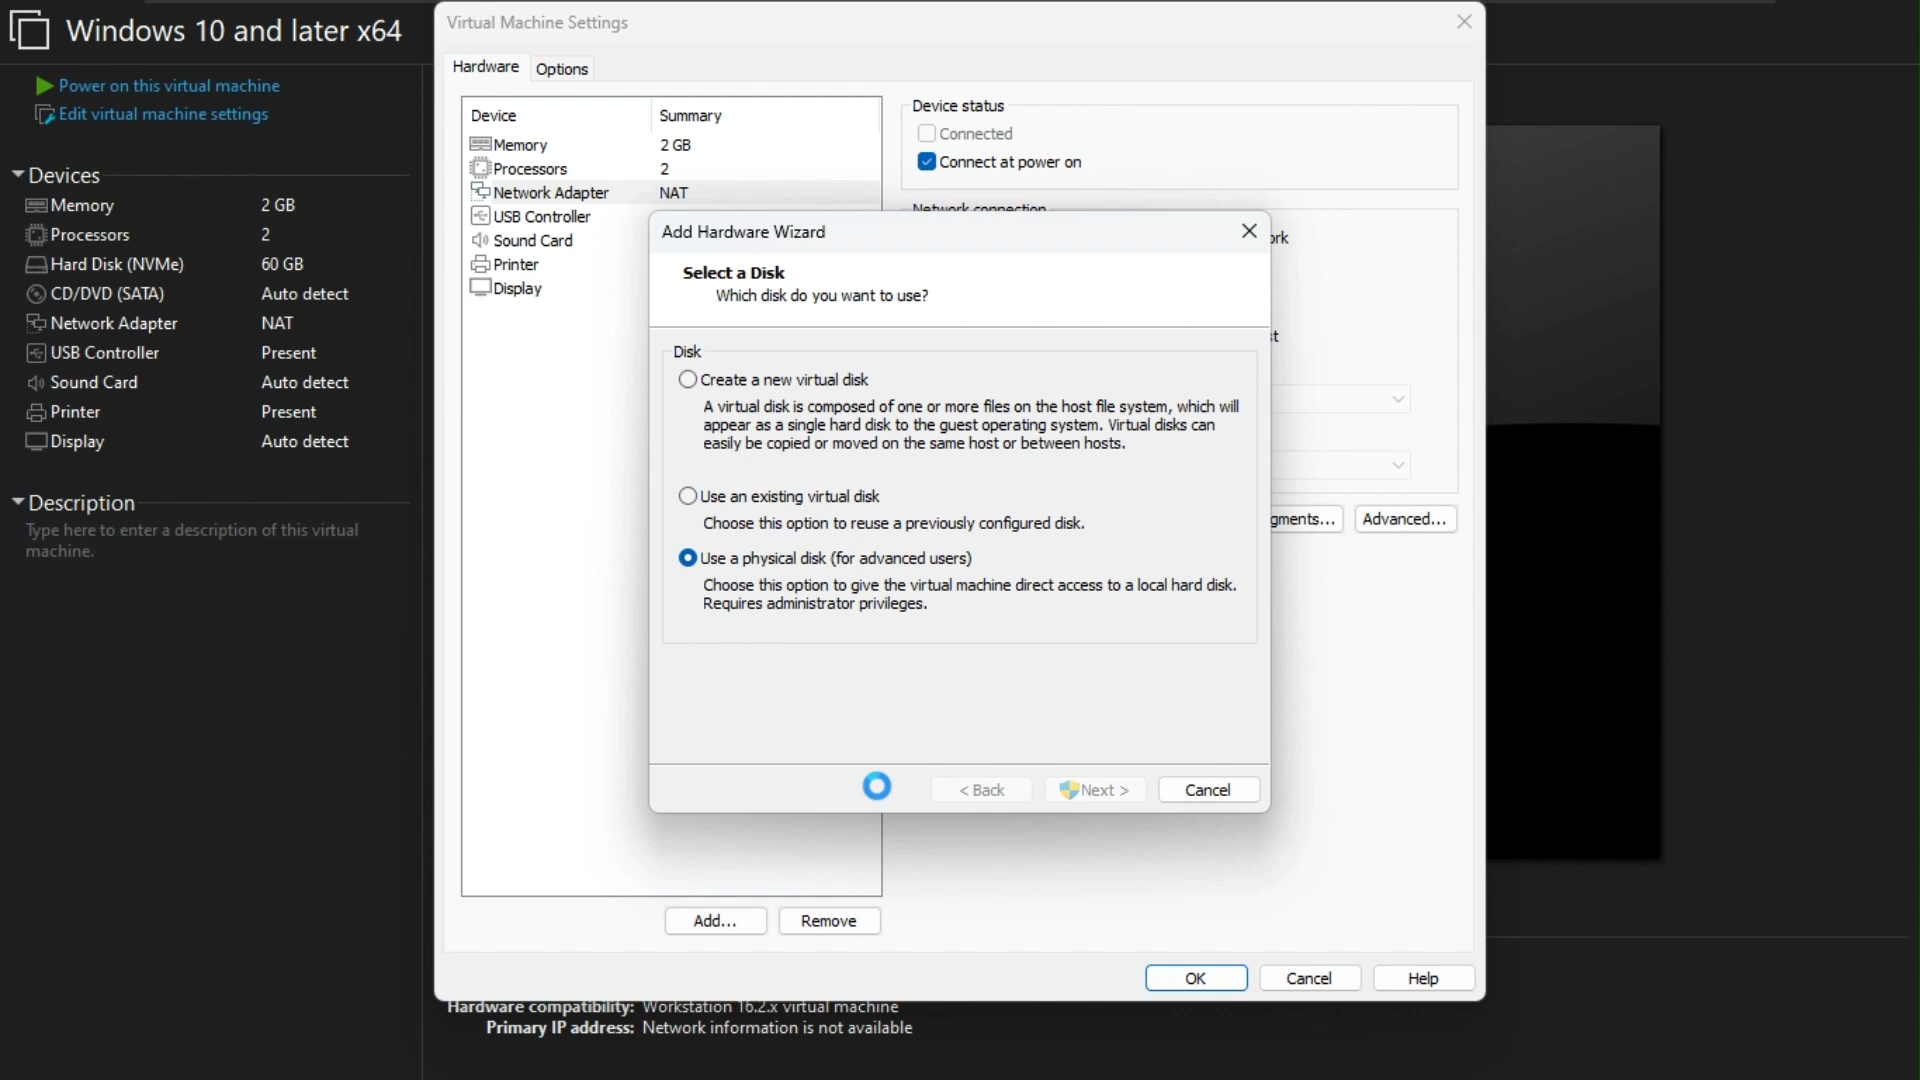 Windows 10 and later x64
Power on this virtual machine
Edit virtual machine settings
Devices
Memory 2 GB
Processors 2
Hard Disk (NVMe) 60 GB
CD/DVD (SATA) Auto detect
Network Adapter NAT
USB Controller Present
Sound Card Auto detect
Printer Present
Display Auto detect
Description
Type here to enter a description of this virtual
machine.
Virtual Machine Settings
Hardware Options
Device Summary
Memory 2 GB
Processors 2
Network Adapter NAT
USB Controller
Sound Card
Printer
Display
Device status
Connected
Connect at power on
Network connection
Add Hardware Wizard
Select a Disk
Which disk do you want to use?
Disk
Create a new virtual disk
A virtual disk is composed of one or more files on the host file system, which will
appear as a single hard disk to the guest operating system. Virtual disks can
easily be copied or moved on the same host or between hosts.
Use an existing virtual disk
Choose this option to reuse a previously configured disk.
Use a physical disk (for advanced users)
Choose this option to give the virtual machine direct access to a local hard disk.
Requires administrator privileges.
< Back Next > Cancel
Advanced...
Add... Remove
OK Cancel Help
Hardware compatibility: Workstation 16.2.x virtual machine
Primary IP address: Network information is not available